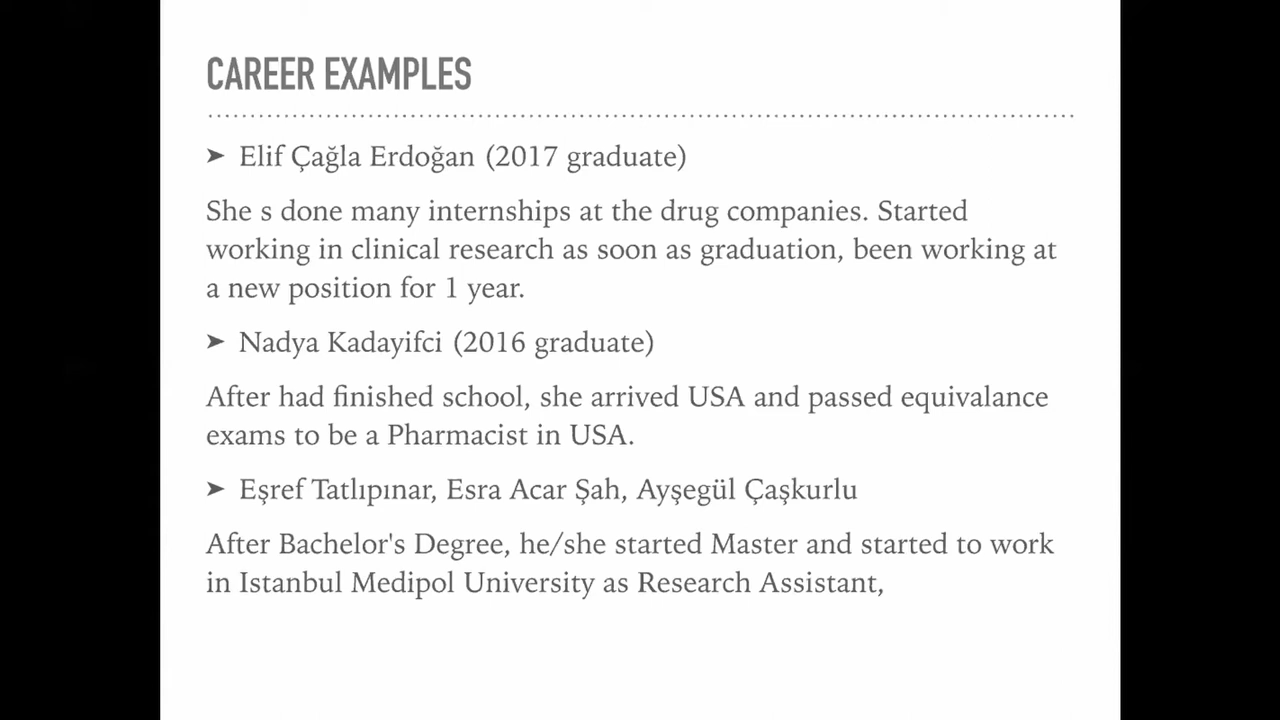 CAREER EXAMPLES
➤ Elif Çağla Erdoğan (2017 graduate)
She s done many internships at the drug companies. Started
working in clinical research as soon as graduation, been working at
a new position for 1 year.
➤ Nadya Kadayifci (2016 graduate)
After had finished school, she arrived USA and passed equivalance
exams to be a Pharmacist in USA.
➤ Eşref Tatlıpınar, Esra Acar Şah, Ayşegül Çaşkurlu
After Bachelor's Degree, he/she started Master and started to work
in Istanbul Medipol University as Research Assistant,